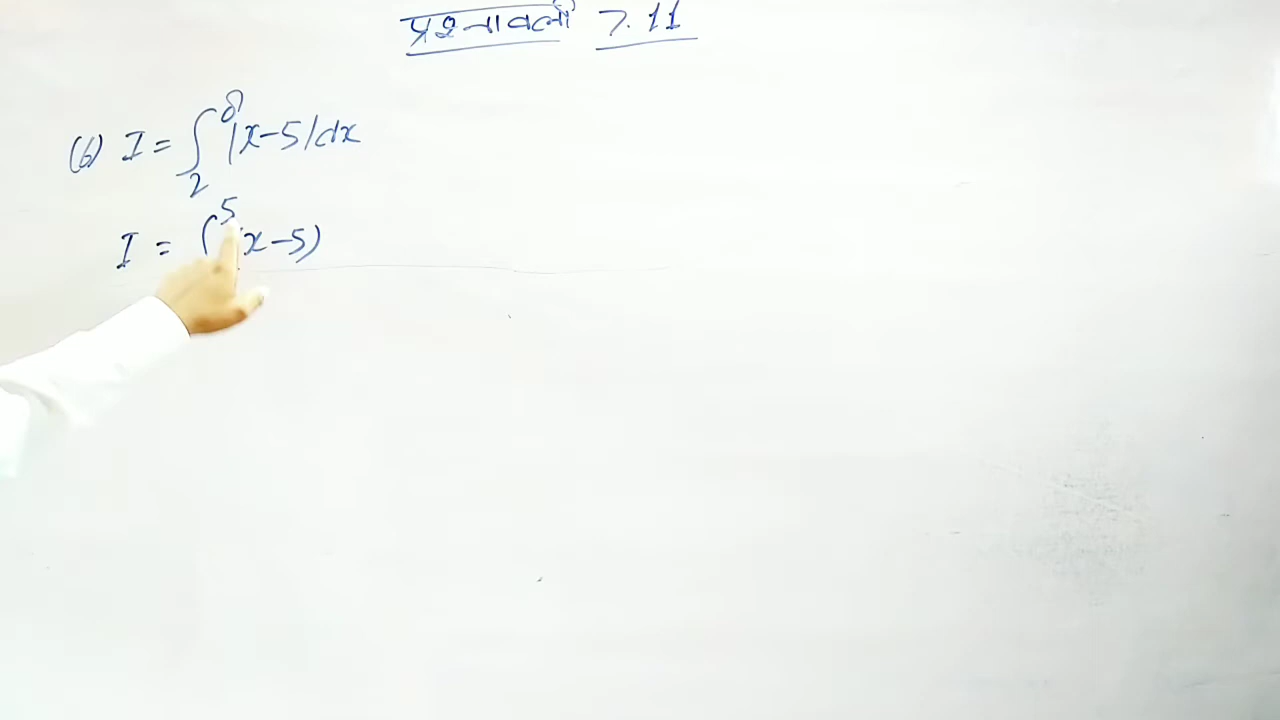 प्रश्नावली 7.11
(6) I = ∫₂⁸ |x-5| dx
I = ∫⁵ (x-5)